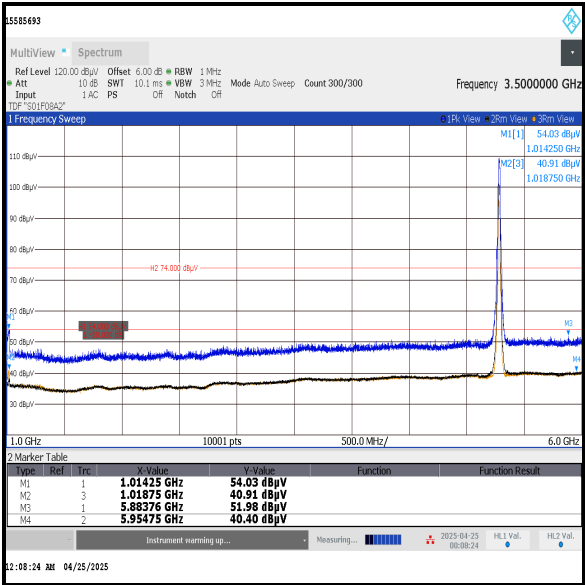 15585693
MultiView Spectrum
Ref Level 120.00 dBµV Offset 6.00 dB RBW 1 MHz
Att 10 dB SWT 10.1 ms VBW 3 MHz Mode Auto Sweep Count 300/300 Frequency 3.5000000 GHz
Input 1 AC PS Off Notch Off
TDF "S01F08A2"
1 Frequency Sweep 1Pk View 2Rm View 3Rm View
M1[1] 54.03 dBµV
1.014250 GHz
M2[3] 40.91 dBµV
1.018750 GHz
110 dBµV
100 dBµV
90 dBµV
80 dBµV
H2 74.000 dBµV
60 dBµV
M1
M3
50 dBµV
M4
40 dBµV
30 dBµV
1.0 GHz 10001 pts 500.0 MHz/ 6.0 GHz
2 Marker Table
Type Ref Trc X-Value Y-Value Function Function Result
M1 1 1.01425 GHz 54.03 dBµV
M2 3 1.01875 GHz 40.91 dBµV
M3 1 5.88376 GHz 51.98 dBµV
M4 2 5.95475 GHz 40.40 dBµV
Instrument warming up... Measuring... 2025-04-25 00:08:24 HL1 Val. HL2 Val.
12:08:24 AM 04/25/2025